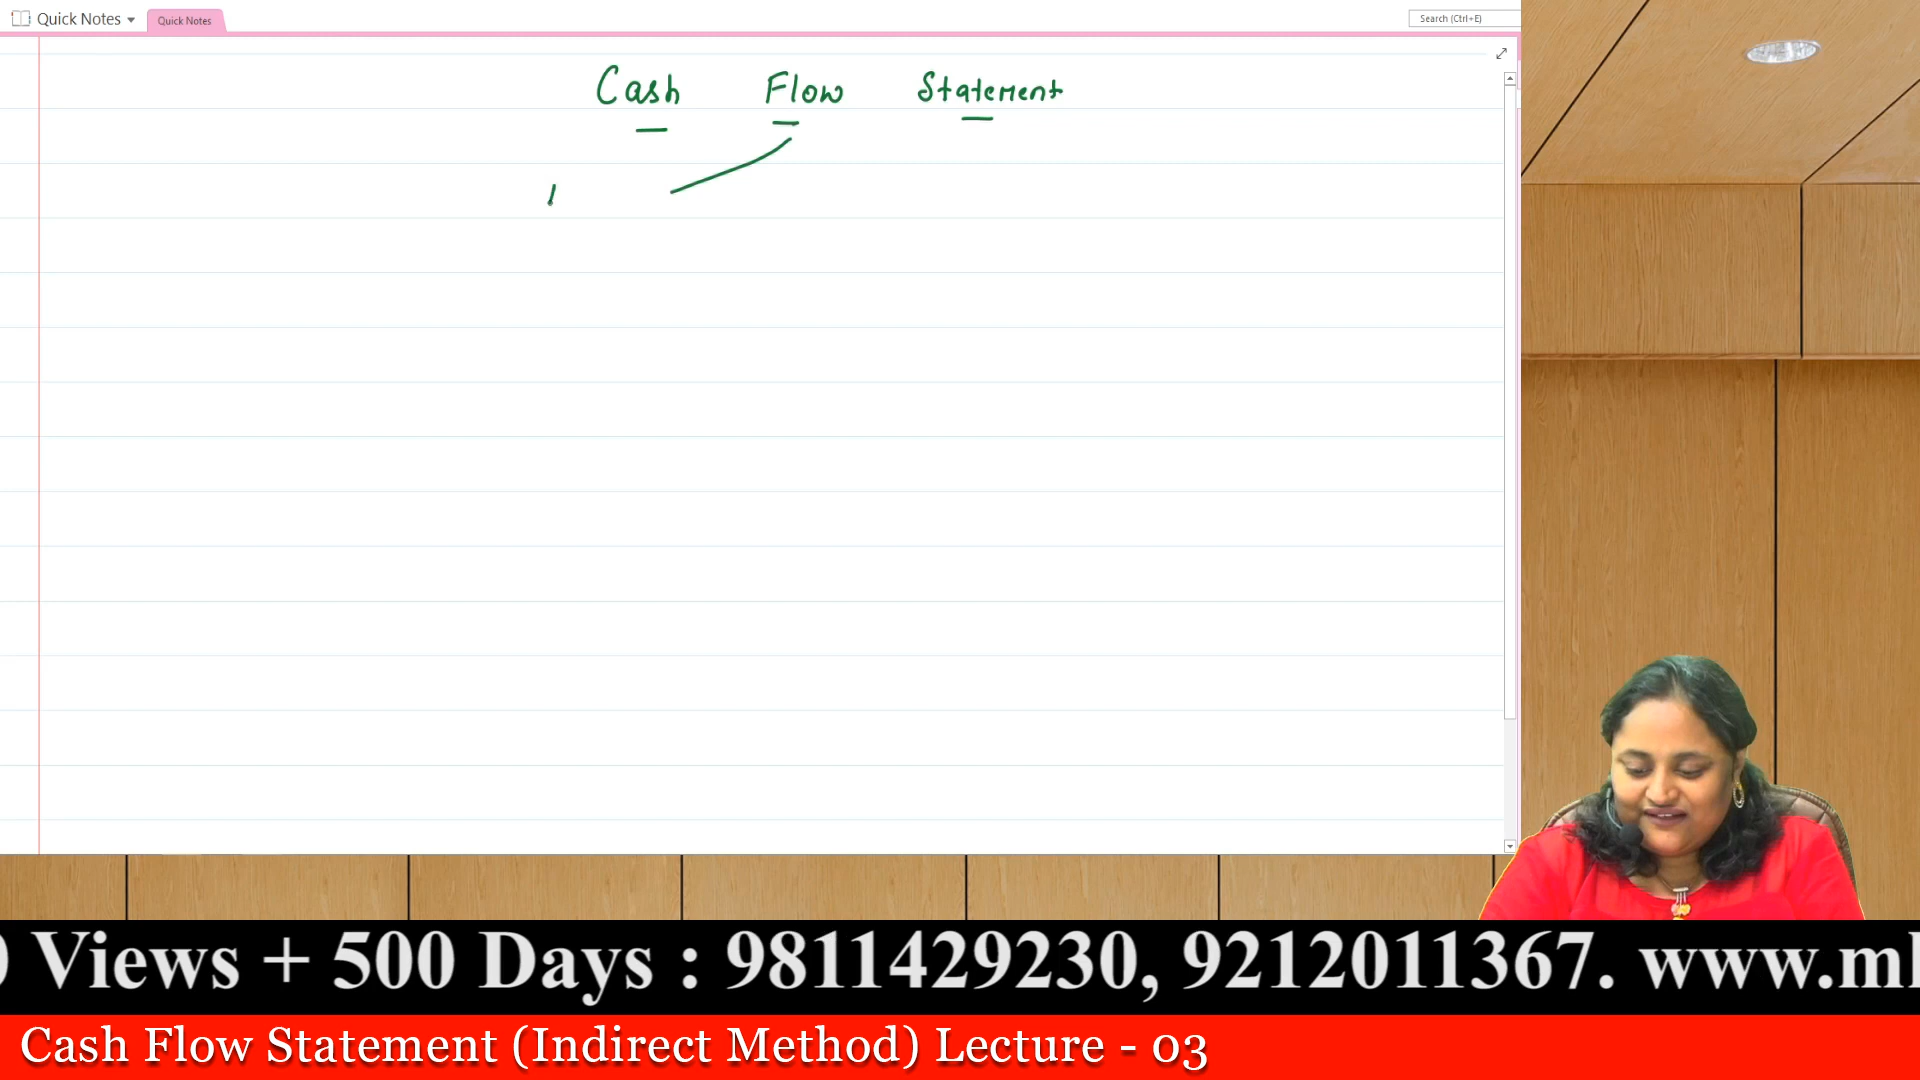 Quick Notes
Quick Notes
Search (Ctrl+E)
Cash Flow Statement
Views + 500 Days : 9811429230, 9212011367. www.ml
Cash Flow Statement (Indirect Method) Lecture - 03